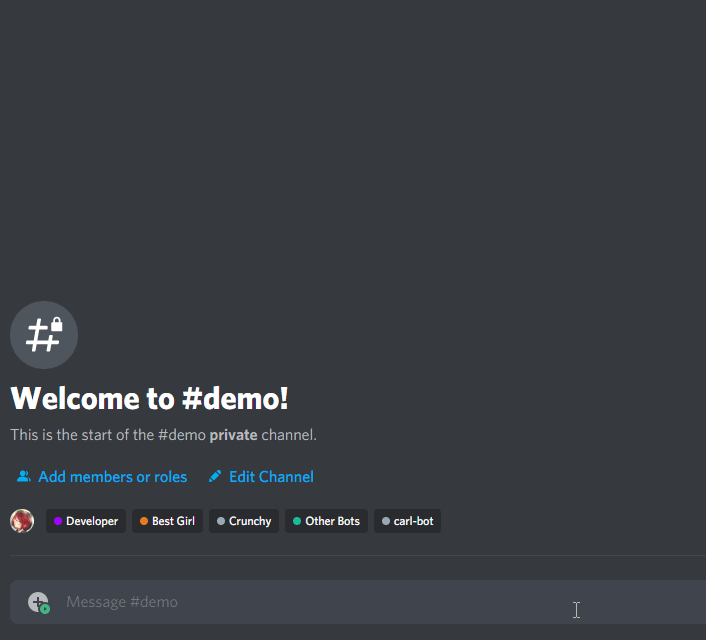 Welcome to #demo!
This is the start of the #demo private channel.
Add members or roles Edit Channel
Developer Best Girl Crunchy Other Bots carl-bot
Message #demo